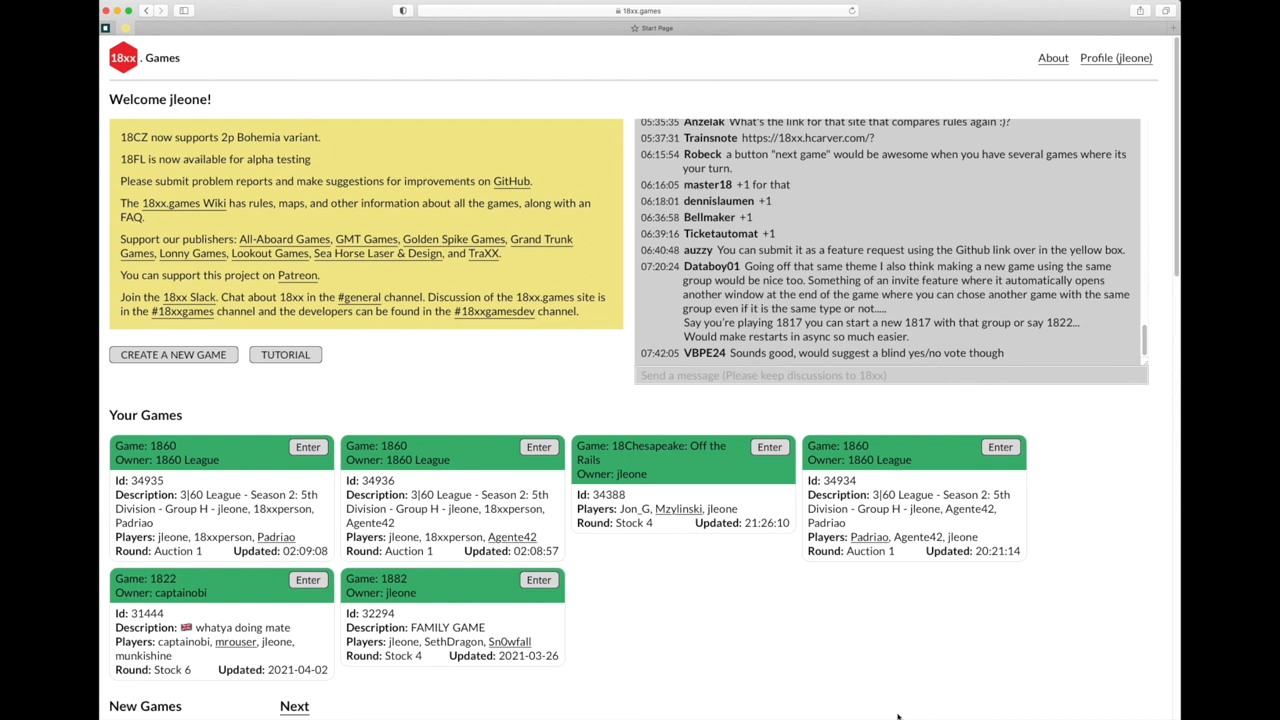 18xx.games
Start Page
18xx . Games
About Profile (jleone)
Welcome jleone!
18CZ now supports 2p Bohemia variant.
18FL is now available for alpha testing
Please submit problem reports and make suggestions for improvements on GitHub.
The 18xx.games Wiki has rules, maps, and other information about all the games, along with an
FAQ.
Support our publishers: All-Aboard Games, GMT Games, Golden Spike Games, Grand Trunk
Games, Lonny Games, Lookout Games, Sea Horse Laser & Design, and TraXX.
You can support this project on Patreon.
Join the 18xx Slack. Chat about 18xx in the #general channel. Discussion of the 18xx.games site is
in the #18xxgames channel and the developers can be found in the #18xxgamesdev channel.
CREATE A NEW GAME TUTORIAL
05:35:35 Anzelak What's the link for that site that compares rules again :)?
05:37:31 Trainsnote https://18xx.hcarver.com/?
06:15:54 Robeck a button "next game" would be awesome when you have several games where its
your turn.
06:16:05 master18 +1 for that
06:18:01 dennislaumen +1
06:36:58 Bellmaker +1
06:39:16 Ticketautomat +1
06:40:48 auzzy You can submit it as a feature request using the Github link over in the yellow box.
07:20:24 Databoy01 Going off that same theme I also think making a new game using the same
group would be nice too. Something of an invite feature where it automatically opens
another window at the end of the game where you can chose another game with the same
group even if it is the same type or not.....
Say you're playing 1817 you can start a new 1817 with that group or say 1822...
Would make restarts in async so much easier.
07:42:05 VBPE24 Sounds good, would suggest a blind yes/no vote though
Send a message (Please keep discussions to 18xx)
Your Games
Game: 1860 Enter
Owner: 1860 League
Id: 34935
Description: 3|60 League - Season 2: 5th
Division - Group H - jleone, 18xxperson,
Padriao
Players: jleone, 18xxperson, Padriao
Round: Auction 1 Updated: 02:09:08
Game: 1860 Enter
Owner: 1860 League
Id: 34936
Description: 3|60 League - Season 2: 5th
Division - Group H - jleone, 18xxperson,
Agente42
Players: jleone, 18xxperson, Agente42
Round: Auction 1 Updated: 02:08:57
Game: 18Chesapeake: Off the Enter
Rails
Owner: jleone
Id: 34388
Players: Jon_G, Mzylinski, jleone
Round: Stock 4 Updated: 21:26:10
Game: 1860 Enter
Owner: 1860 League
Id: 34934
Description: 3|60 League - Season 2: 5th
Division - Group H - jleone, Agente42,
Padriao
Players: Padriao, Agente42, jleone
Round: Auction 1 Updated: 20:21:14
Game: 1822 Enter
Owner: captainobi
Id: 31444
Description: 🇬🇧 whatya doing mate
Players: captainobi, mrouser, jleone,
munkishine
Round: Stock 6 Updated: 2021-04-02
Game: 1882 Enter
Owner: jleone
Id: 32294
Description: FAMILY GAME
Players: jleone, SethDragon, Sn0wfall
Round: Stock 4 Updated: 2021-03-26
New Games Next